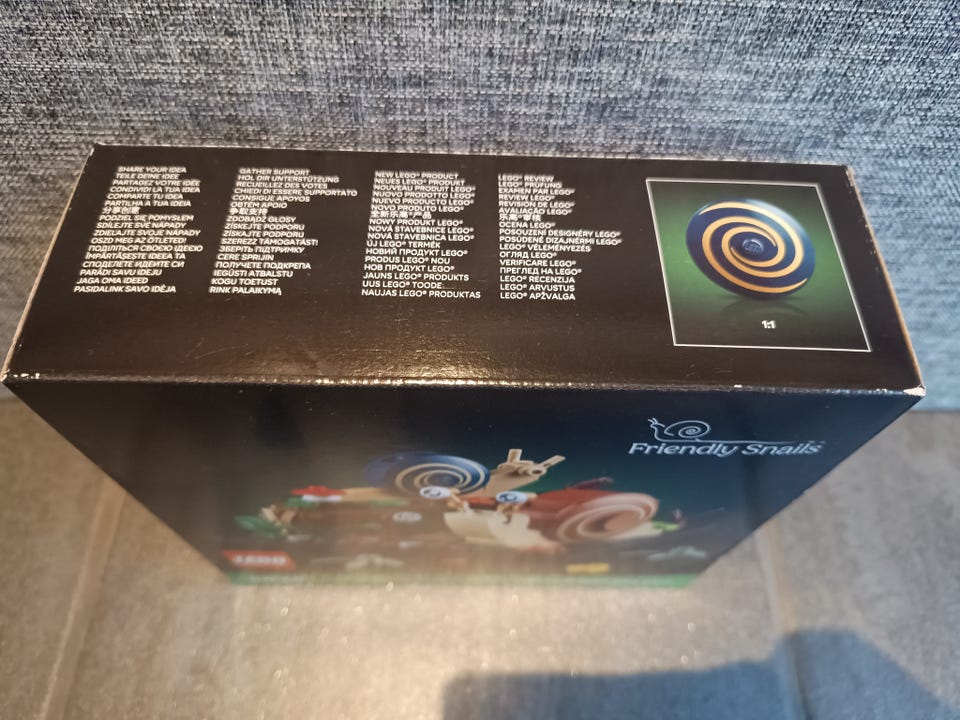 SHARE YOUR IDEA
TEILE DEINE IDEE
PARTAGEZ VOTRE IDÉE
CONDIVIDI LA TUA IDEA
COMPARTE TU IDEA
PARTILHA A TUA IDEIA
分享创意
PODZIEL SIĘ POMYSŁEM
SDÍLEJTE SVÉ NÁPADY
ZDIEĽAJTE SVOJE NÁPADY
OSZD MEG AZ ÖTLETED!
ПОДІЛІТЬСЯ СВОЄЮ ІДЕЄЮ
ÎMPĂRTĂȘEȘTE IDEEA TA
СПОДЕЛЕТЕ ИДЕИТЕ СИ
PARĀDI SAVU IDEJU
JAGA OMA IDEED
PASIDALINK SAVO IDĖJA
GATHER SUPPORT
HOL DIR UNTERSTÜTZUNG
RECUEILLEZ DES VOTES
CHIEDI DI ESSERE SUPPORTATO
CONSIGUE APOYOS
OBTÉM APOIO
争取支持
ZDOBĄDŹ GŁOSY
ZÍSKEJTE PODPORU
ZÍSKAJTE PODPORU
SZEREZZ TÁMOGATÁST!
ЗБЕРІТЬ ПІДТРИМКУ
CERE SPRIJIN
ПОЛУЧЕТЕ ПОДКРЕПА
IEGŪSTI ATBALSTU
KOGU TOETUST
RINK PALAIKYMĄ
NEW LEGO® PRODUCT
NEUES LEGO® PRODUKT
NOUVEAU PRODUIT LEGO®
NUOVO PRODOTTO LEGO®
NUEVO PRODUCTO LEGO®
NOVO PRODUTO LEGO®
全新乐高®产品
NOWY PRODUKT LEGO®
NOVÁ STAVEBNICE LEGO®
NOVÁ STAVEBNICA LEGO®
ÚJ LEGO® TERMÉK
НОВИЙ ПРОДУКТ LEGO®
PRODUS LEGO® NOU
НОВ ПРОДУКТ LEGO®
JAUNS LEGO® PRODUKTS
UUS LEGO® TOODE
NAUJAS LEGO® PRODUKTAS
LEGO® REVIEW
LEGO® PRÜFUNG
EXAMEN PAR LEGO®
REVIEW LEGO®
REVISIÓN DE LEGO®
AVALIAÇÃO LEGO®
乐高®审核
OCENA LEGO®
POSOUZENÍ DESIGNÉRY LEGO®
POSÚDENIE DIZAJNÉRMI LEGO®
LEGO® VÉLEMÉNYEZÉS
ОГЛЯД LEGO®
VERIFICARE LEGO®
ПРЕГЛЕД НА LEGO®
LEGO® RECENZIJA
LEGO® ARVUSTUS
LEGO® APŽVALGA
1:1
Friendly Snails
LEGO